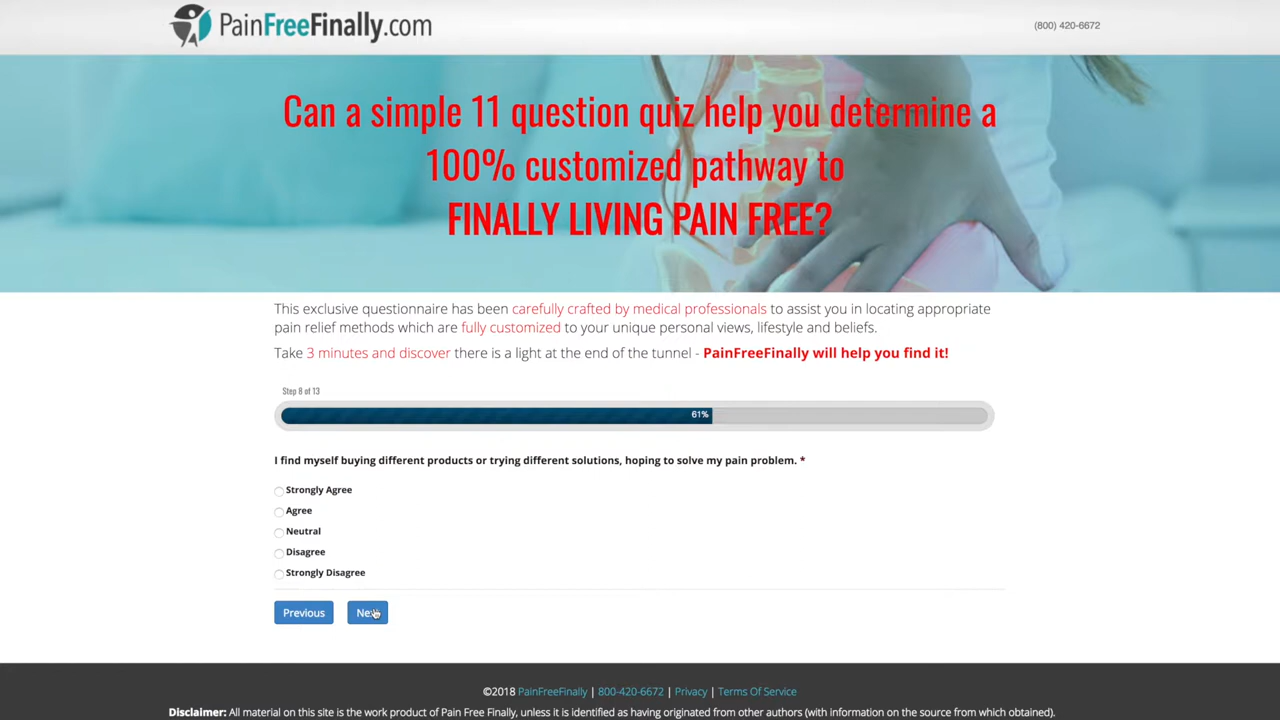 PainFreeFinally.com
(800) 420-6672
Can a simple 11 question quiz help you determine a
100% customized pathway to
FINALLY LIVING PAIN FREE?
This exclusive questionnaire has been carefully crafted by medical professionals to assist you in locating appropriate
pain relief methods which are fully customized to your unique personal views, lifestyle and beliefs.
Take 3 minutes and discover there is a light at the end of the tunnel - PainFreeFinally will help you find it!
Step 8 of 13
61%
I find myself buying different products or trying different solutions, hoping to solve my pain problem. *
Strongly Agree
Agree
Neutral
Disagree
Strongly Disagree
Previous
Next
©2018 PainFreeFinally | 800-420-6672 | Privacy | Terms Of Service
Disclaimer: All material on this site is the work product of Pain Free Finally, unless it is identified as having originated from other authors (with information on the source from which obtained).